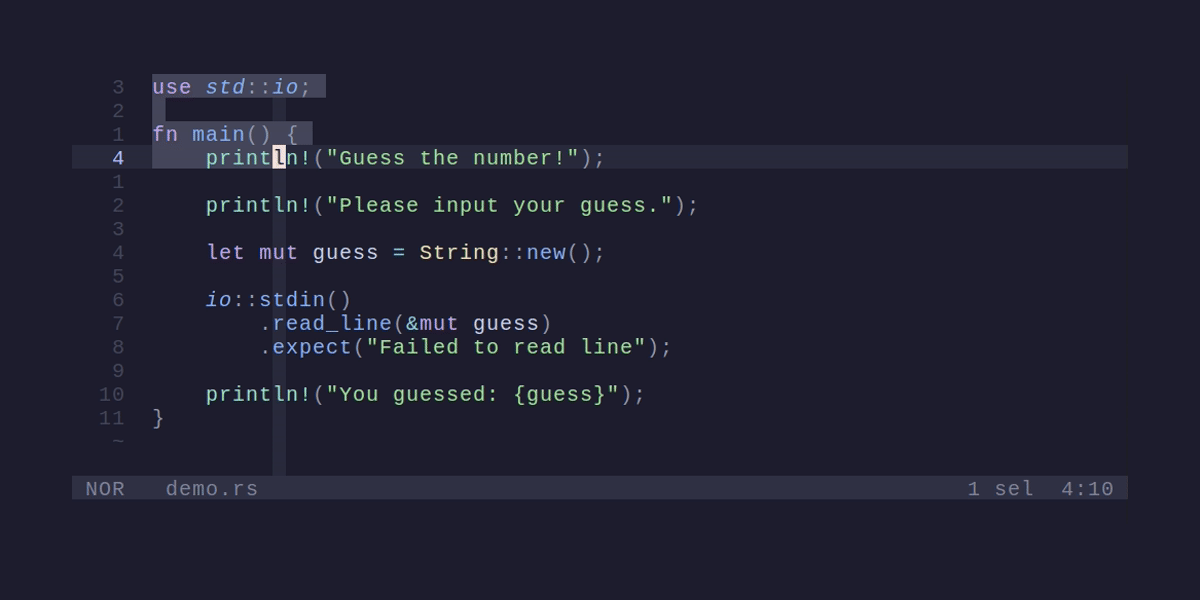 3 use std::io;
2
1 fn main() {
4     println!("Guess the number!");
1
2     println!("Please input your guess.");
3
4     let mut guess = String::new();
5
6     io::stdin()
7         .read_line(&mut guess)
8         .expect("Failed to read line");
9
10     println!("You guessed: {guess}");
11 }
~
NOR demo.rs 1 sel 4:10